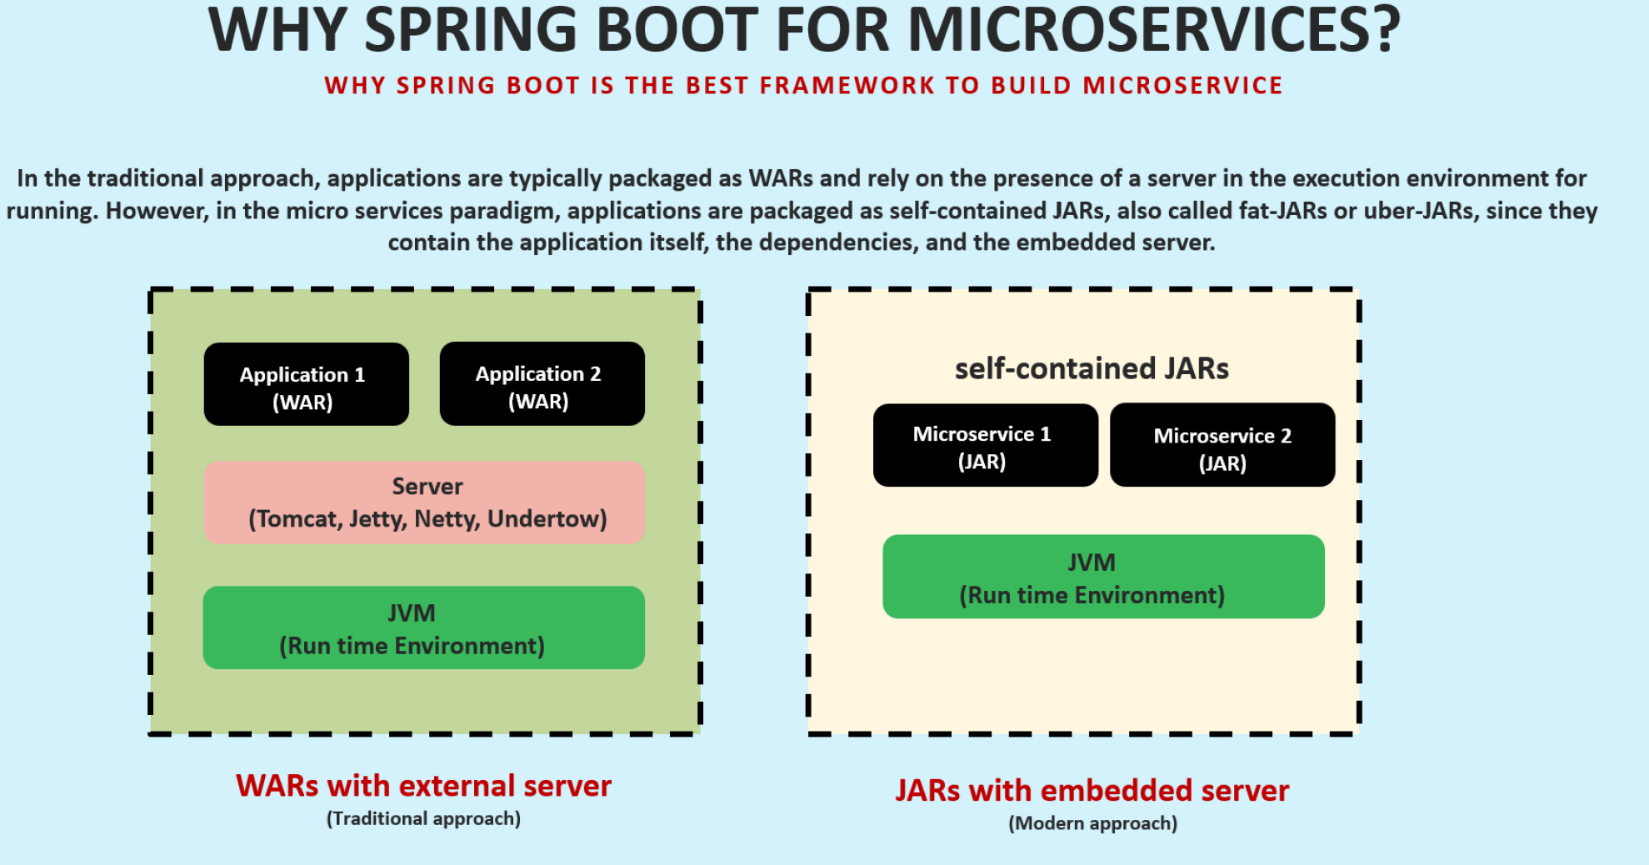 WHY SPRING BOOT FOR MICROSERVICES?
WHY SPRING BOOT IS THE BEST FRAMEWORK TO BUILD MICROSERVICE
In the traditional approach, applications are typically packaged as WARs and rely on the presence of a server in the execution environment for
running. However, in the micro services paradigm, applications are packaged as self-contained JARs, also called fat-JARs or uber-JARs, since they
contain the application itself, the dependencies, and the embedded server.
Application 1
(WAR)
Application 2
(WAR)
Server
(Tomcat, Jetty, Netty, Undertow)
JVM
(Run time Environment)
WARs with external server
(Traditional approach)
self-contained JARs
Microservice 1
(JAR)
Microservice 2
(JAR)
JVM
(Run time Environment)
JARs with embedded server
(Modern approach)